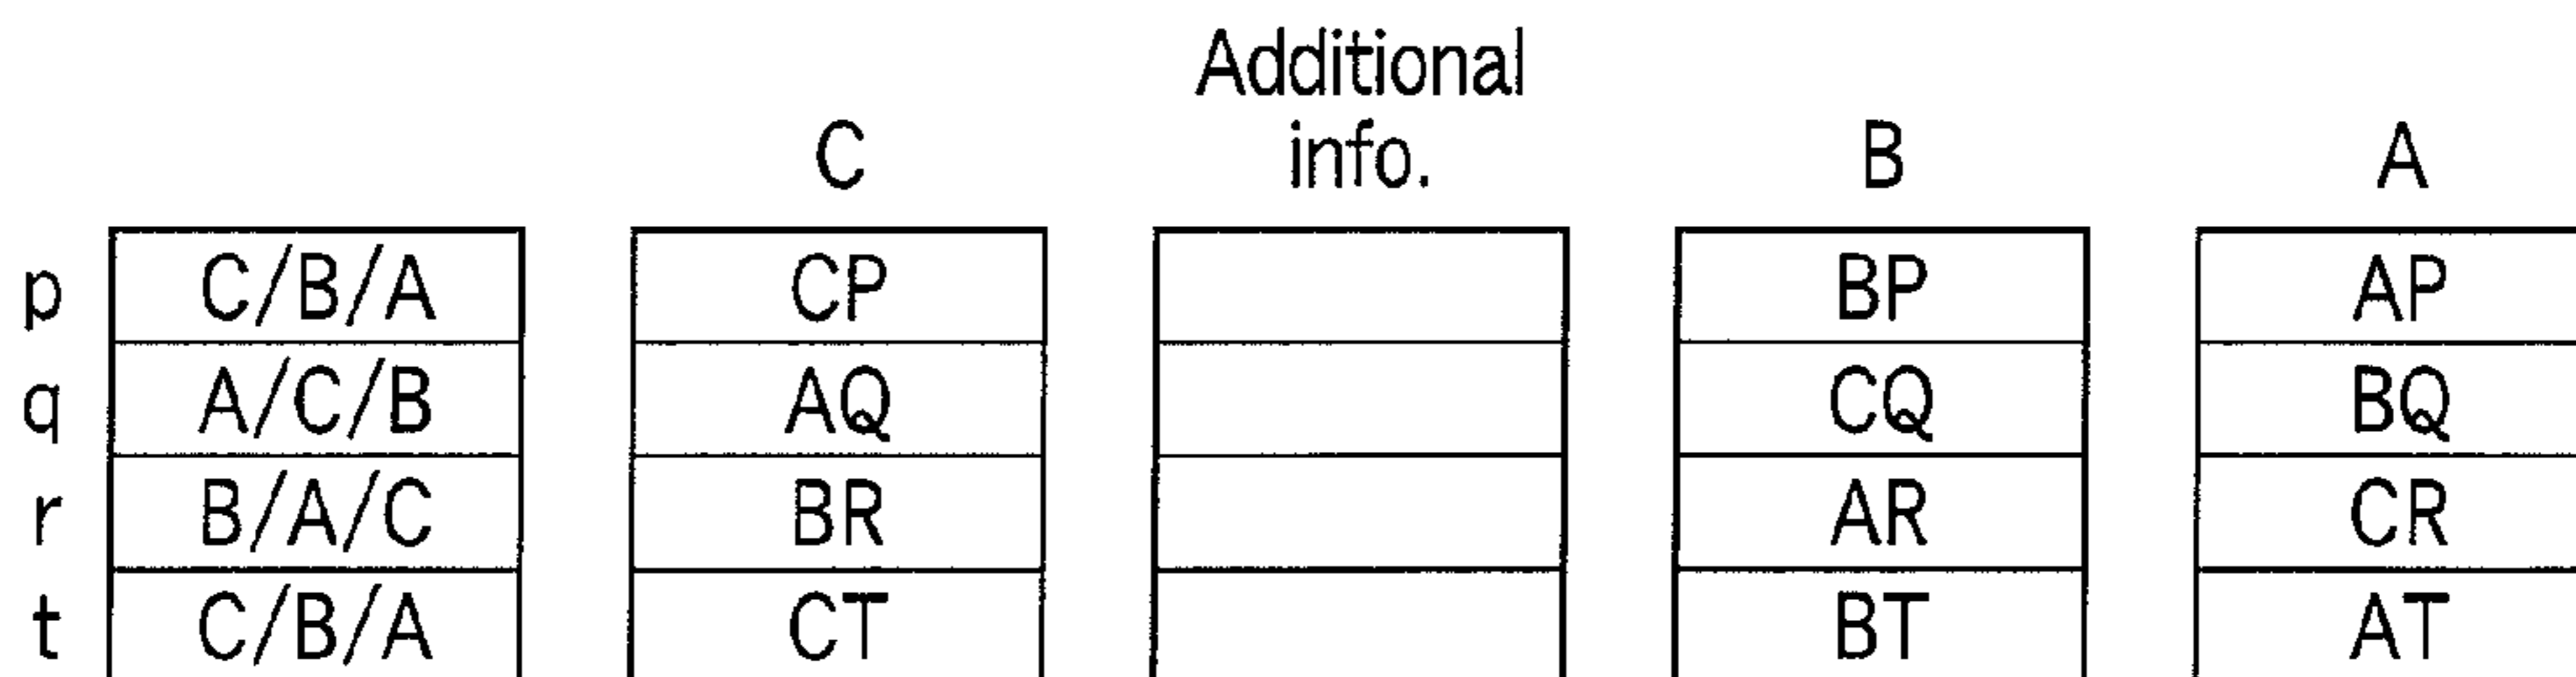 Additional
C info. B A
p C/B/A CP BP AP
q A/C/B AQ CQ BQ
r B/A/C BR AR CR
t C/B/A CT BT AT